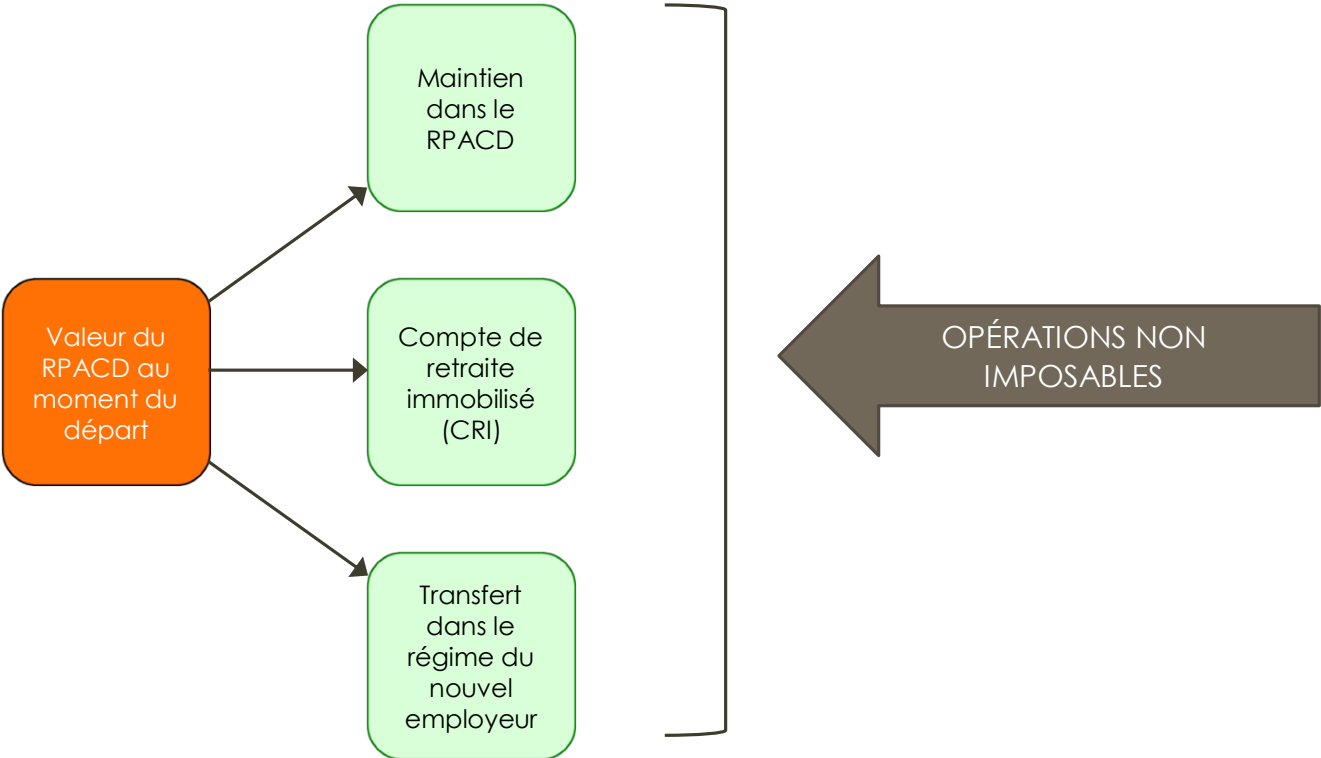 Maintien
dans le
RPACD
Valeur du
RPACD au
moment du
départ
Compte de
retraite
immobilisé
(CRI)
OPÉRATIONS NON
IMPOSABLES
Transfert
dans le
régime du
nouvel
employeur